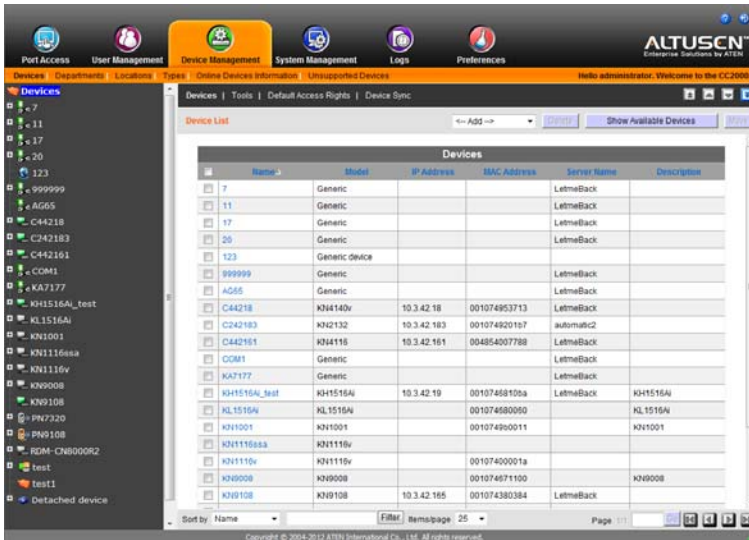 ALTUSEN™
Enterprise Solutions by ATEN
Port Access User Management Device Management System Management Logs Preferences
Devices Departments Locations Types Online Devices Information Unsupported Devices Hello administrator. Welcome to the CC2000
Devices
7
11
17
20
123
999999
AG65
C44218
C242183
C442161
COM1
KA7177
KH1516Ai_test
KL1516Ai
KN1001
KN1116ssa
KN1116v
KN9008
KN9108
PN7320
PN9108
RDM-CN8000R2
test
test1
Detached device
Devices | Tools | Default Access Rights | Device Sync
Device List <-- Add --> Delete Show Available Devices Move
Devices
Name Model IP Address MAC Address Server Name Description
7 Generic LetmeBack
11 Generic LetmeBack
17 Generic LetmeBack
20 Generic LetmeBack
123 Generic device
999999 Generic LetmeBack
AG65 Generic LetmeBack
C44218 KN4140v 10.3.42.18 001074953713 LetmeBack
C242183 KN2132 10.3.42.183 0010749201b7 automatic2
C442161 KN4116 10.3.42.161 004854007788 LetmeBack
COM1 Generic LetmeBack
KA7177 Generic LetmeBack
KH1516Ai_test KH1516Ai 10.3.42.19 0010746810ba LetmeBack KH1516Ai
KL1516Ai KL1516Ai 001074680060 KL1516Ai
KN1001 KN1001 0010749b0011 KN1001
KN1116ssa KN1116v
KN1116v KN1116v 00107400001a
KN9008 KN9008 001074671100 KN9008
KN9108 KN9108 10.3.42.165 001074380384 LetmeBack
Sort by Name Filter Items/page 25 Page 1/1
Copyright © 2004-2012 ATEN International Co., Ltd. All rights reserved.